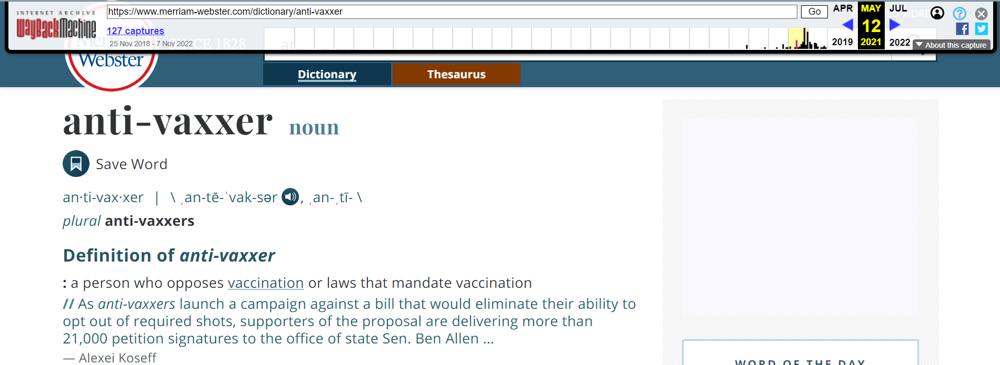 INTERNET ARCHIVE
WayBackMachine
https://www.merriam-webster.com/dictionary/anti-vaxxer
Go
127 captures
25 Nov 2018 - 7 Nov 2022
APR MAY JUL
12
2019 2021 2022
About this capture
Merriam
Webster
SINCE 1828
Dictionary
Thesaurus
anti-vaxxer noun
Save Word
an·ti-vax·xer | \ ˌan-tē-ˈvak-sər , ˌan-ˌtī- \
plural anti-vaxxers
Definition of anti-vaxxer
: a person who opposes vaccination or laws that mandate vaccination
// As anti-vaxxers launch a campaign against a bill that would eliminate their ability to
opt out of required shots, supporters of the proposal are delivering more than
21,000 petition signatures to the office of state Sen. Ben Allen ...
— Alexei Koseff
WORD OF THE DAY